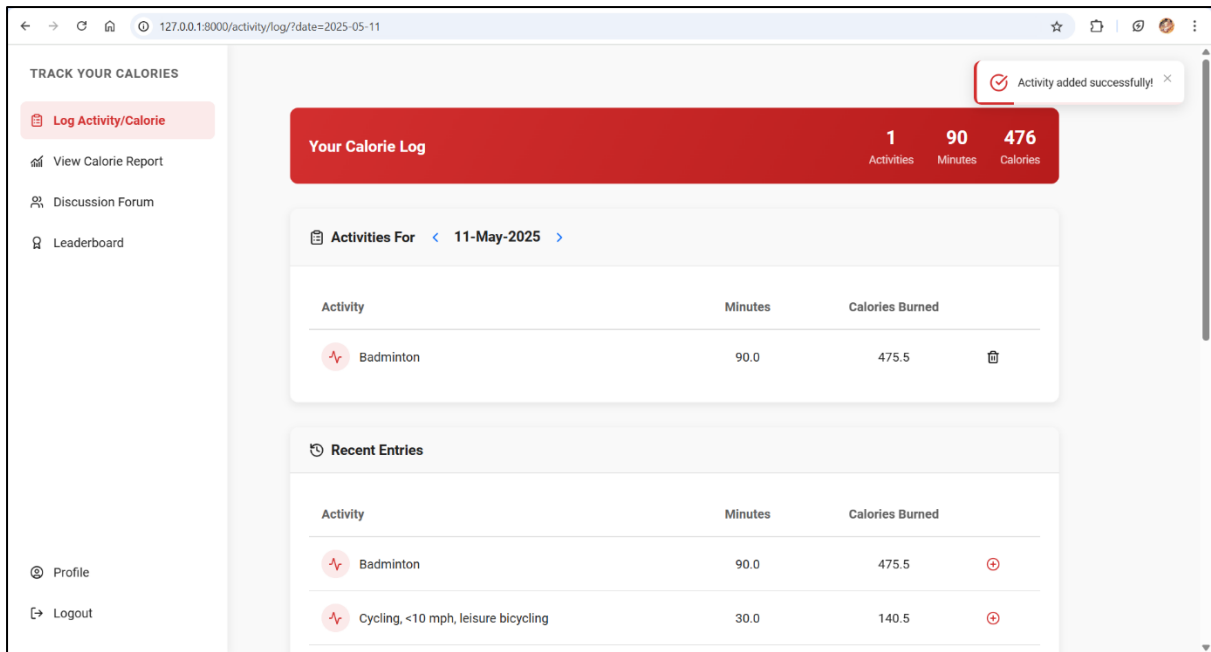 127.0.0.1:8000/activity/log/?date=2025-05-11
TRACK YOUR CALORIES
Log Activity/Calorie
View Calorie Report
Discussion Forum
Leaderboard
Profile
Logout
Activity added successfully!
Your Calorie Log
1 90 476
Activities Minutes Calories
Activities For 11-May-2025
Activity Minutes Calories Burned
Badminton 90.0 475.5
Recent Entries
Activity Minutes Calories Burned
Badminton 90.0 475.5
Cycling, <10 mph, leisure bicycling 30.0 140.5